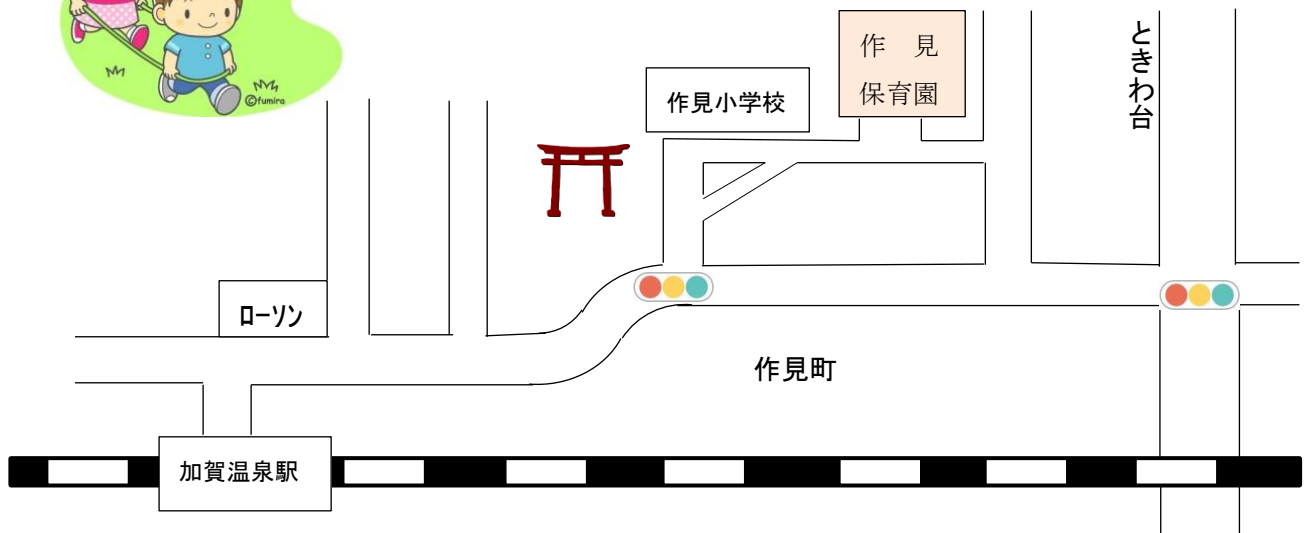 作 見
保育園
ときわ台
作見小学校
©fumira
ローソン
作見町
加賀温泉駅